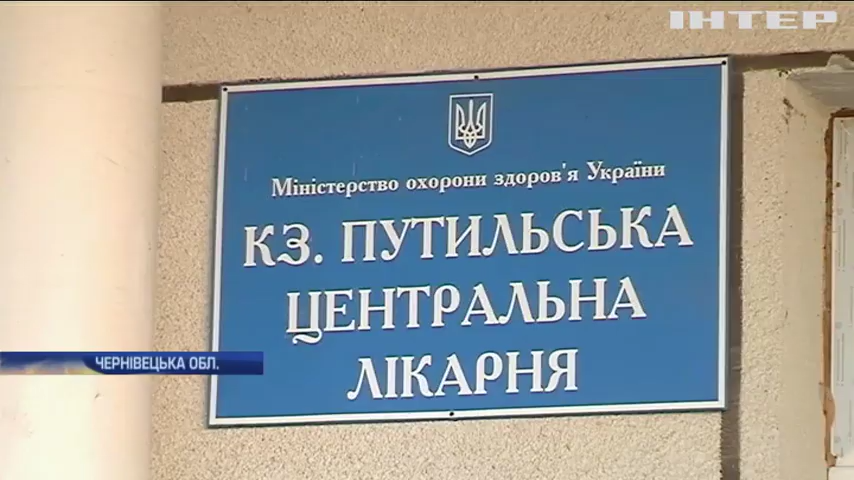 ІНТЕР
Міністерство охорони здоров'я України
КЗ. ПУТИЛЬСЬКА
ЦЕНТРАЛЬНА
ЛІКАРНЯ
ЧЕРНІВЕЦЬКА ОБЛ.